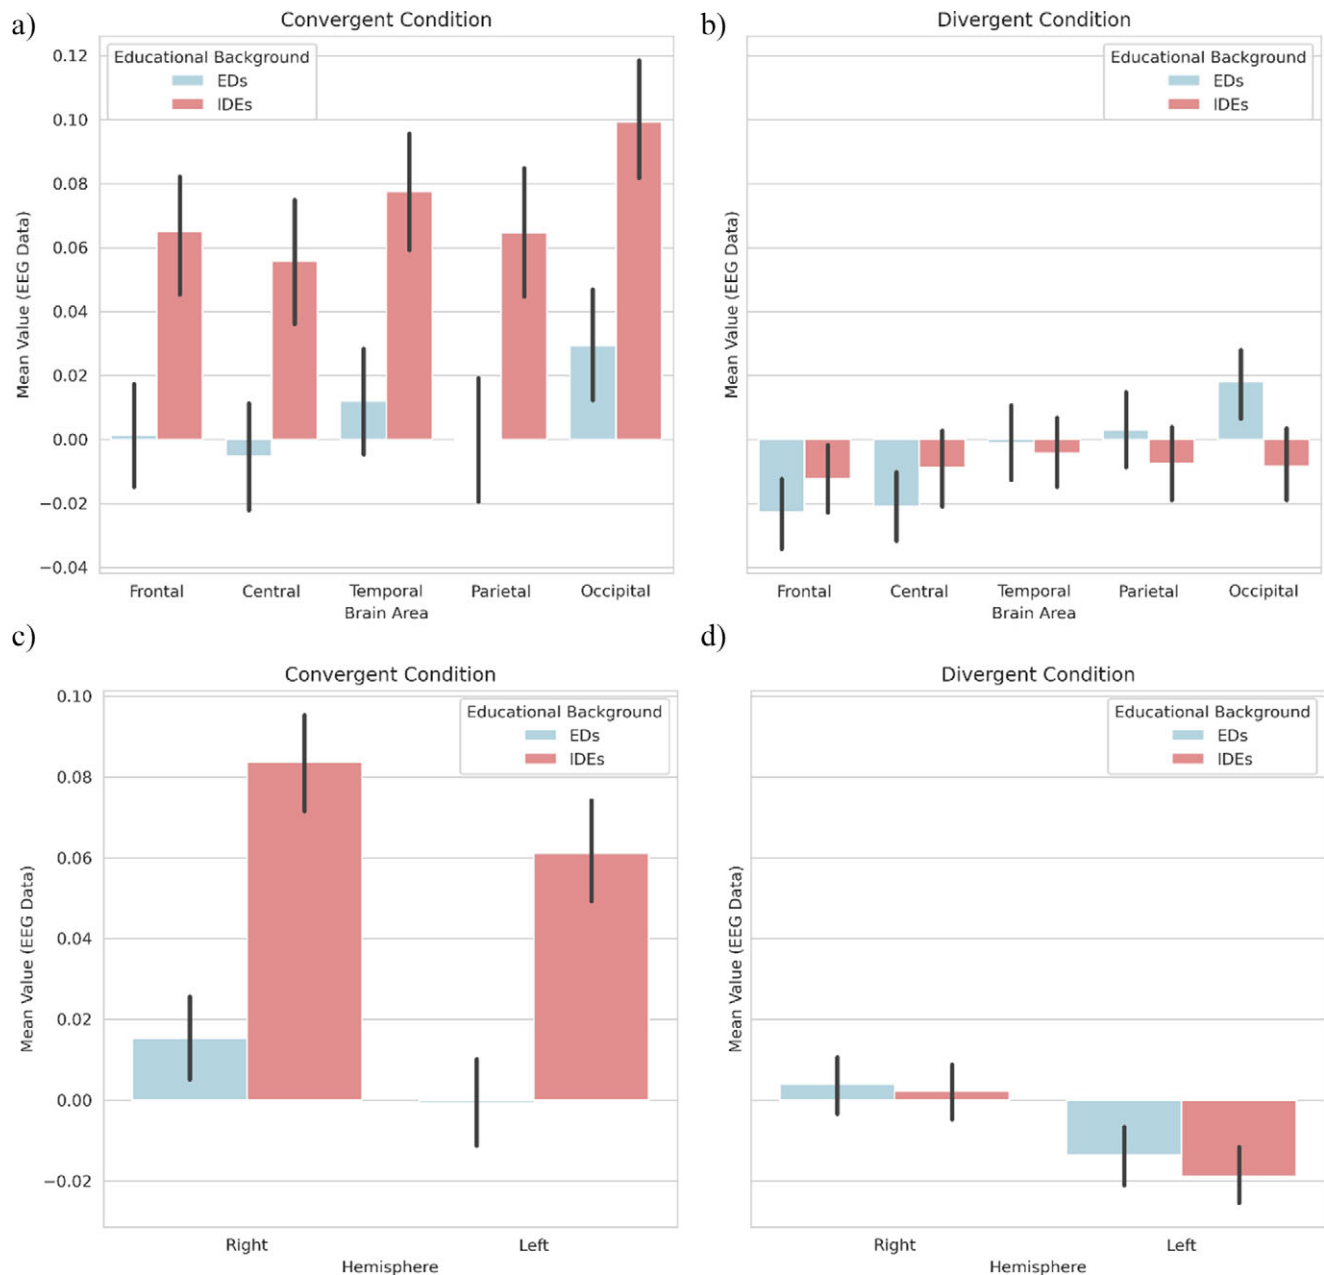 a)
Convergent Condition
Educational Background
EDs
IDEs
0.12
0.10
0.08
0.06
0.04
0.02
0.00
−0.02
−0.04
Mean Value (EEG Data)
Frontal Central Temporal Parietal Occipital
Brain Area
b)
Divergent Condition
Educational Background
EDs
IDEs
Mean Value (EEG Data)
Frontal Central Temporal Parietal Occipital
Brain Area
c)
Convergent Condition
Educational Background
EDs
IDEs
0.10
0.08
0.06
0.04
0.02
0.00
−0.02
Mean Value (EEG Data)
Right Left
Hemisphere
d)
Divergent Condition
Educational Background
EDs
IDEs
Mean Value (EEG Data)
Right Left
Hemisphere